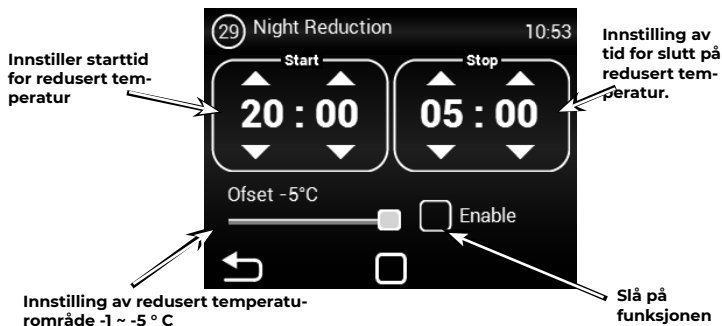 29 Night Reduction 10:53
Innstiller starttid
for redusert tem-
peratur
Start
20 : 00
Stop
05 : 00
Innstilling av
tid for slutt på
redusert tem-
peratur.
Ofset -5°C
Enable
Innstilling av redusert temperatu-
rområde -1 ~ -5 ° C
Slå på
funksjonen